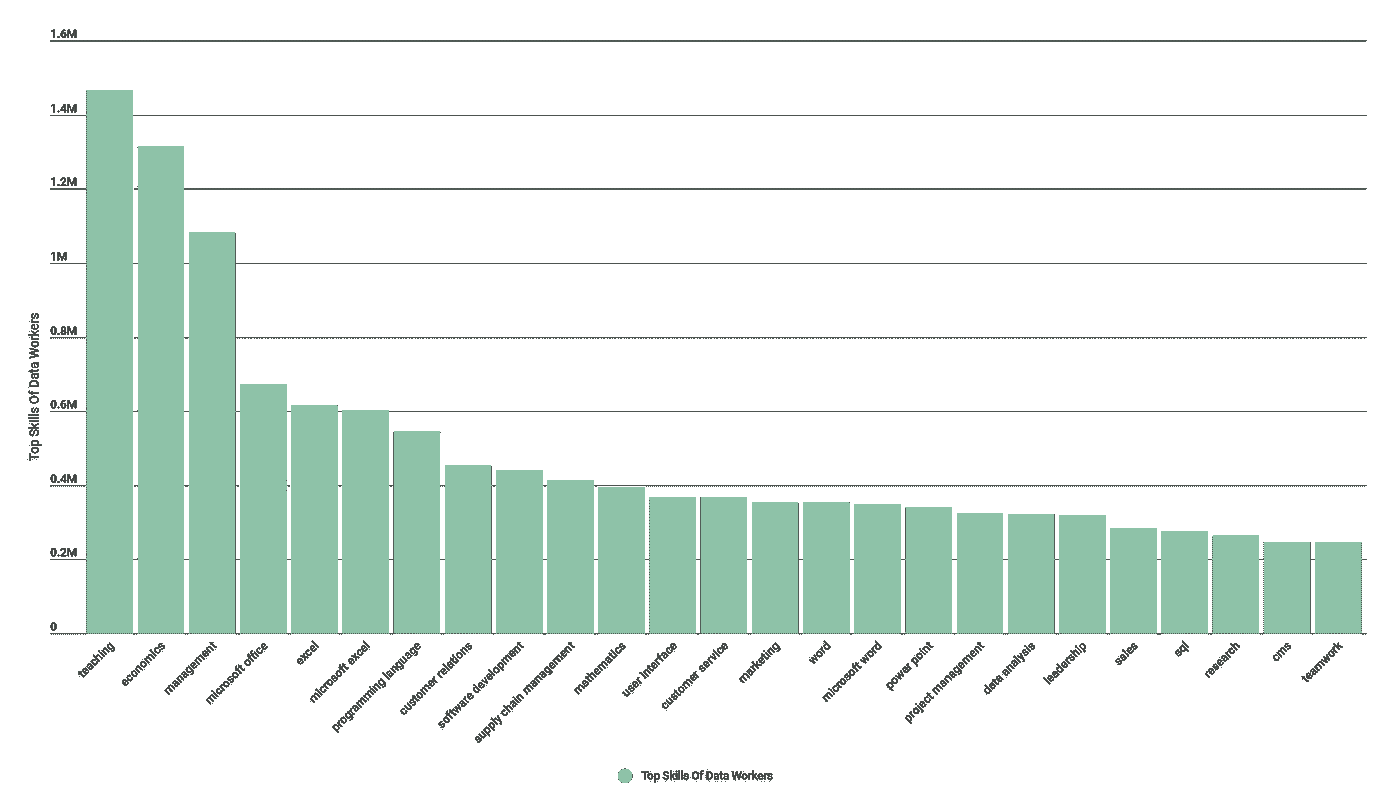 1.6M
1.4M
1.2M
1M
0.8M
0.6M
0.4M
0.2M
0
Top Skills Of Data Workers
teaching
economics
management
microsoft office
excel
microsoft excel
programming language
customer relations
software development
supply chain management
mathematics
user interface
customer service
marketing
word
microsoft word
power point
project management
data analysis
leadership
sales
sql
research
cms
teamwork
Top Skills Of Data Workers